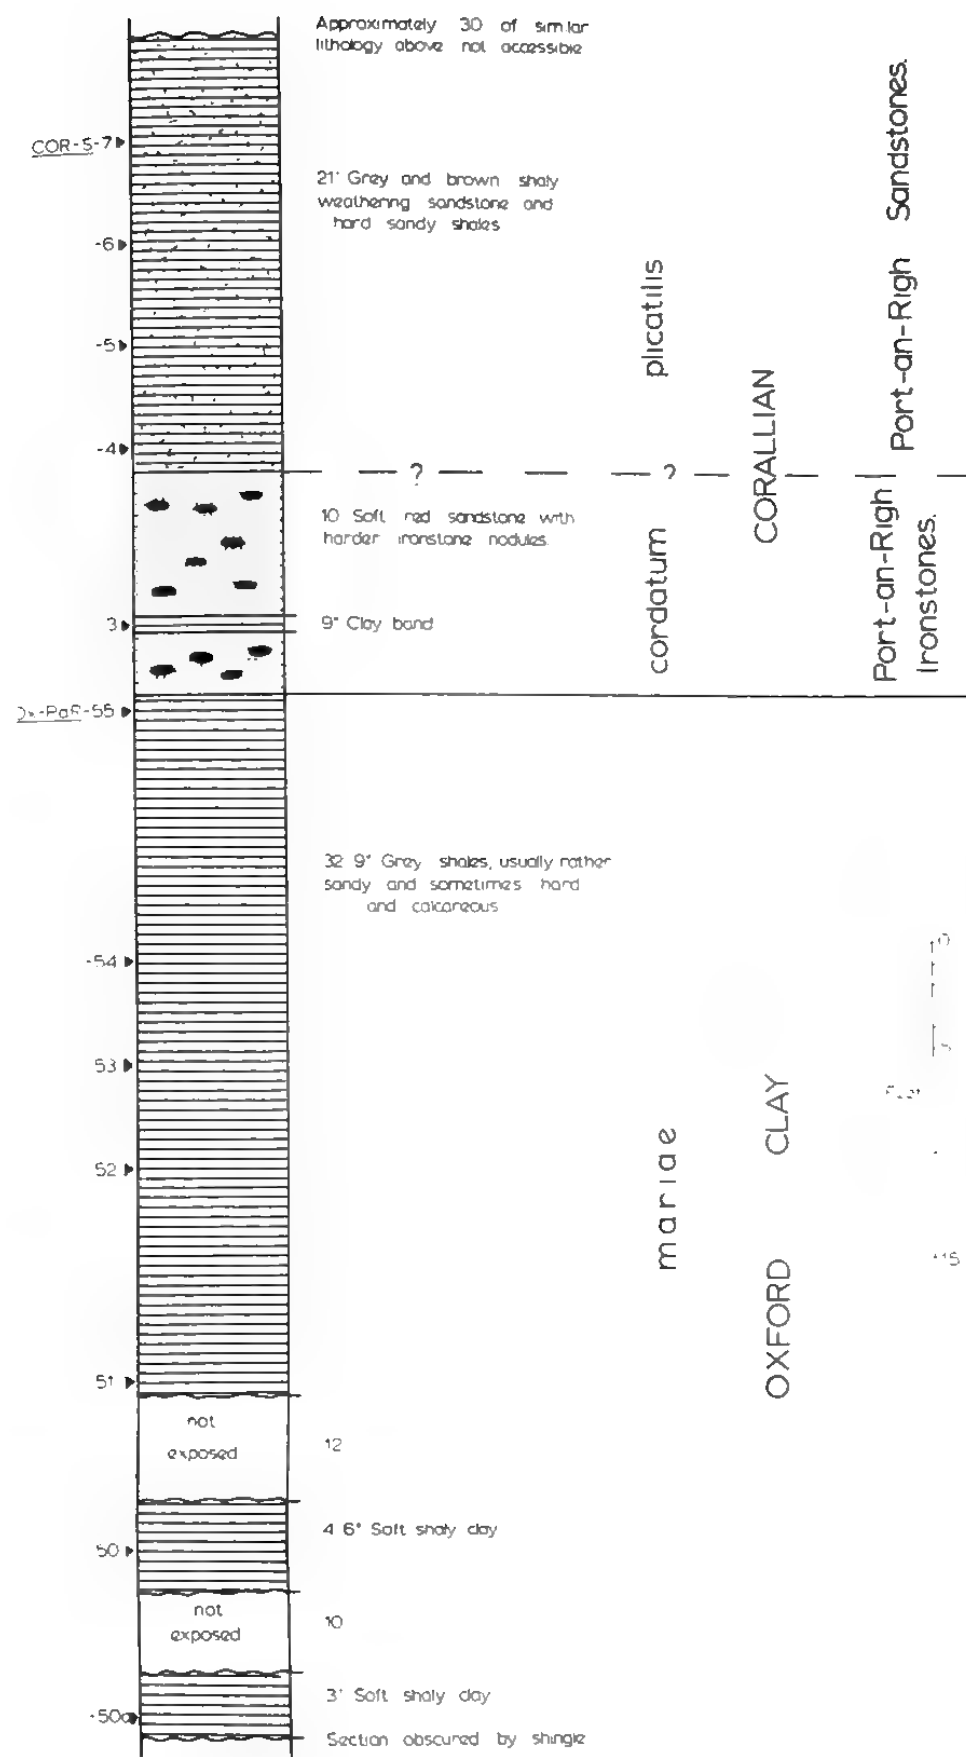 Approximately 30 of similar
lithology above not accessible
COR-S-7
21' Grey and brown shaly
weathering sandstone and
hard sandy shales
-6
-5
-4
plicatilis
CORALLIAN
Port-an-Righ Sandstones.
? ?
10 Soft red sandstone with
harder ironstone nodules
3
9" Clay band
cordatum
Port-an-Righ
Ironstones.
Ox-PaR-55
32 9" Grey shales, usually rather
sandy and sometimes hard
and calcareous
-54
53
52
51
mariae
OXFORD CLAY
Feet
15
not
exposed
12
50
4 6" Soft shaly clay
not
exposed
10
-50a
3' Soft shaly clay
Section obscured by shingle